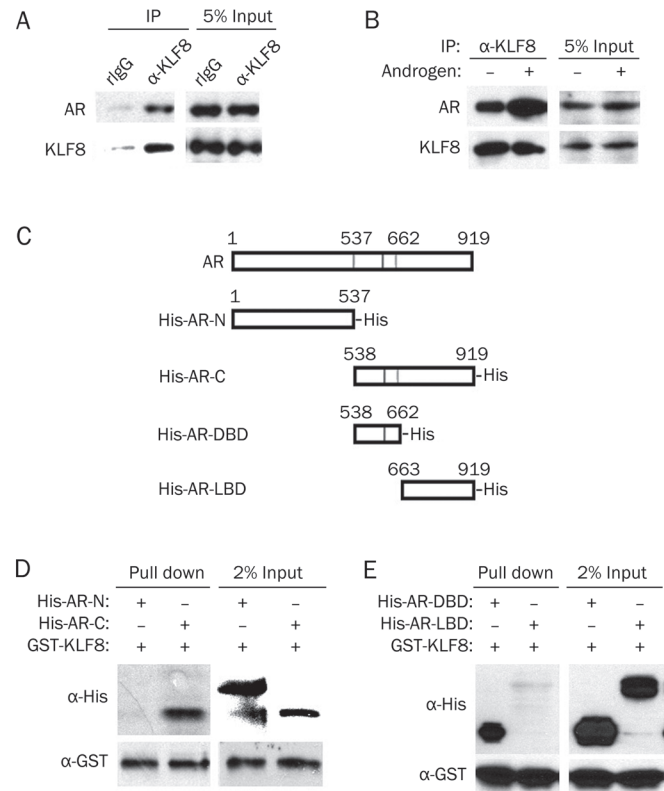 A
IP 5% Input
rIgG α-KLF8 rIgG α-KLF8
AR
KLF8
B
IP: α-KLF8 5% Input
Androgen: – + – +
AR
KLF8
C
1 537 662 919
AR
1 537
His-AR-N -His
538 919
His-AR-C -His
538 662
His-AR-DBD -His
663 919
His-AR-LBD -His
D
Pull down 2% Input
His-AR-N: + – + –
His-AR-C: – + – +
GST-KLF8: + + + +
α-His
α-GST
E
Pull down 2% Input
His-AR-DBD: + – + –
His-AR-LBD: – + – +
GST-KLF8: + + + +
α-His
α-GST